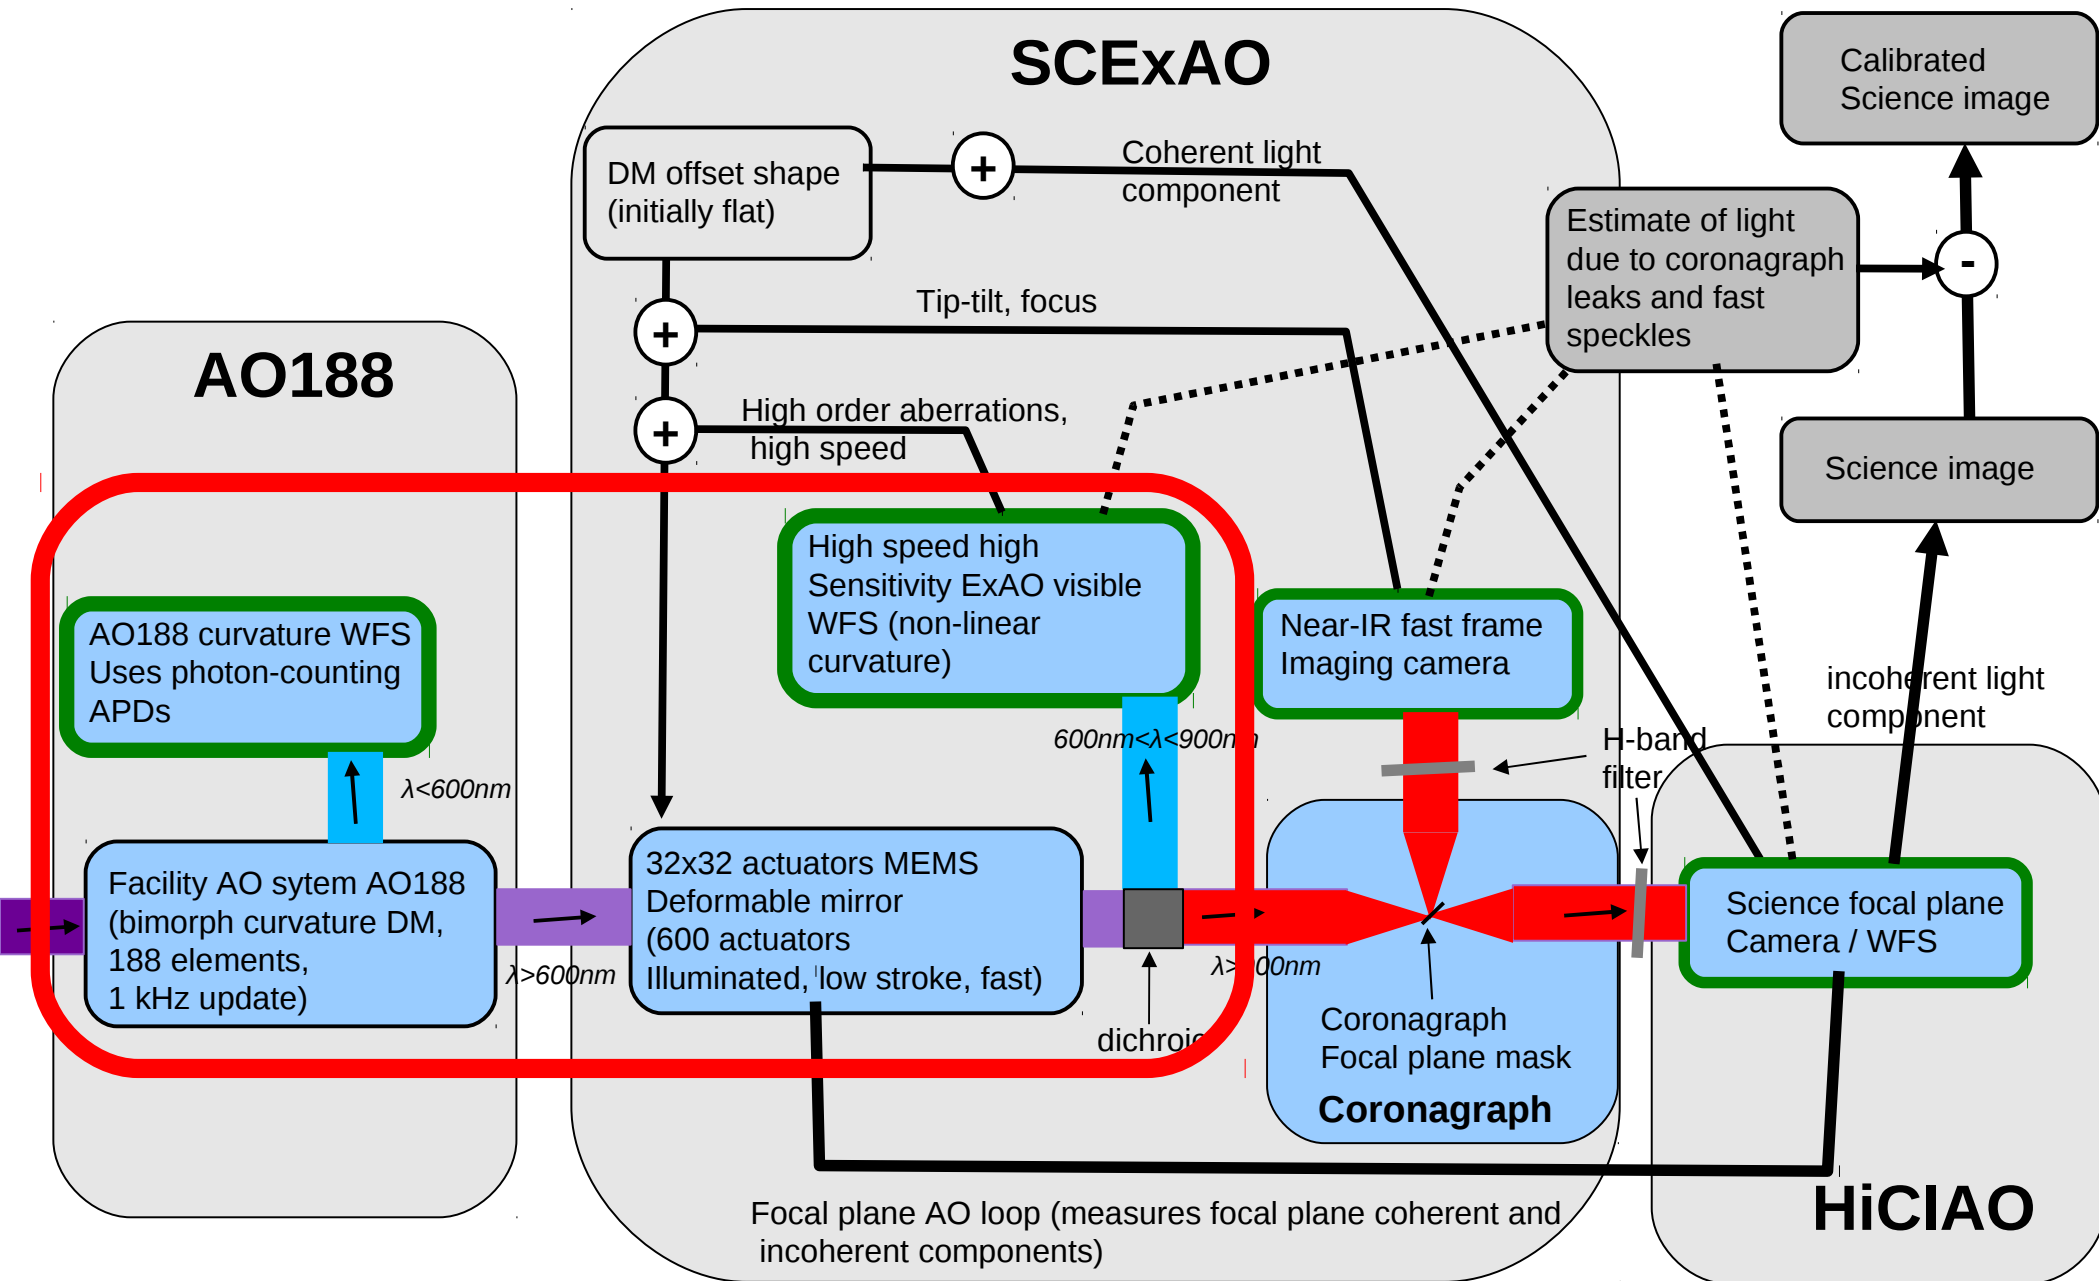 SCExAO
Calibrated
Science image
DM offset shape
(initially flat)
+
Coherent light
component
Estimate of light
due to coronagraph
leaks and fast
speckles
-
Tip-tilt, focus
+
AO188
High order aberrations,
high speed
+
Science image
High speed high
Sensitivity ExAO visible
WFS (non-linear
curvature)
AO188 curvature WFS
Uses photon-counting
APDs
Near-IR fast frame
Imaging camera
incoherent light
component
600nm<λ<900nm
H-band
filter
λ<600nm
Facility AO sytem AO188
(bimorph curvature DM,
188 elements,
1 kHz update)
λ>600nm
32x32 actuators MEMS
Deformable mirror
(600 actuators
Illuminated, low stroke, fast)
λ>900nm
dichroic
Science focal plane
Camera / WFS
Coronagraph
Focal plane mask
Coronagraph
HiCIAO
Focal plane AO loop (measures focal plane coherent and
incoherent components)